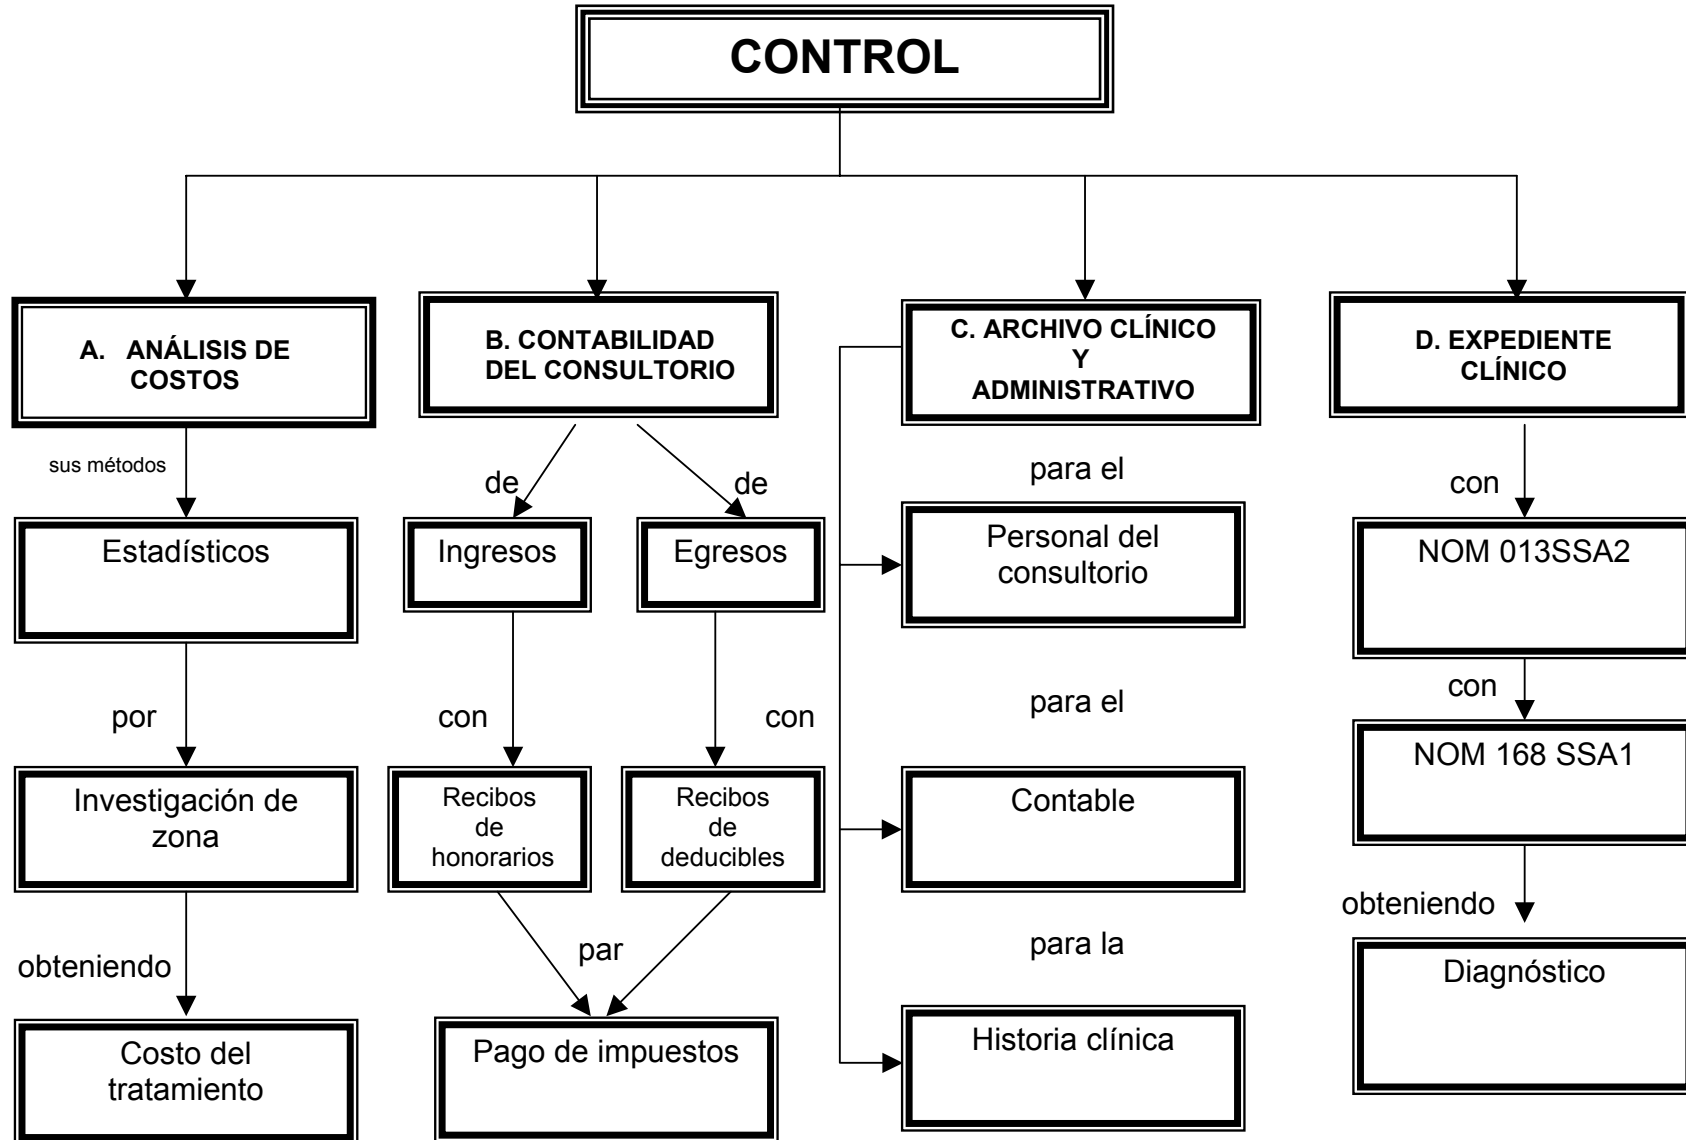 CONTROL
A. ANÁLISIS DE
COSTOS
B. CONTABILIDAD
DEL CONSULTORIO
C. ARCHIVO CLÍNICO
Y
ADMINISTRATIVO
D. EXPEDIENTE
CLÍNICO
sus métodos
de
de
para el
con
Estadísticos
Ingresos
Egresos
Personal del
consultorio
NOM 013SSA2
por
con
con
para el
con
Investigación de
zona
Recibos
de
honorarios
Recibos
de
deducibles
Contable
NOM 168 SSA1
obteniendo
par
para la
obteniendo
Costo del
tratamiento
Pago de impuestos
Historia clínica
Diagnóstico